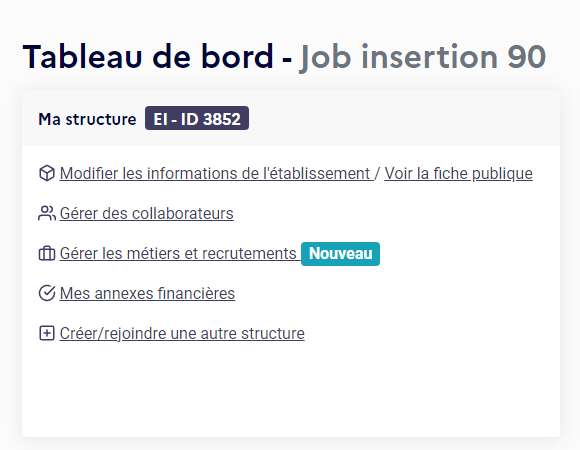 Tableau de bord - Job insertion 90
Ma structure EI - ID 3852
Modifier les informations de l'établissement / Voir la fiche publique
Gérer des collaborateurs
Gérer les métiers et recrutements Nouveau
Mes annexes financières
Créer/rejoindre une autre structure